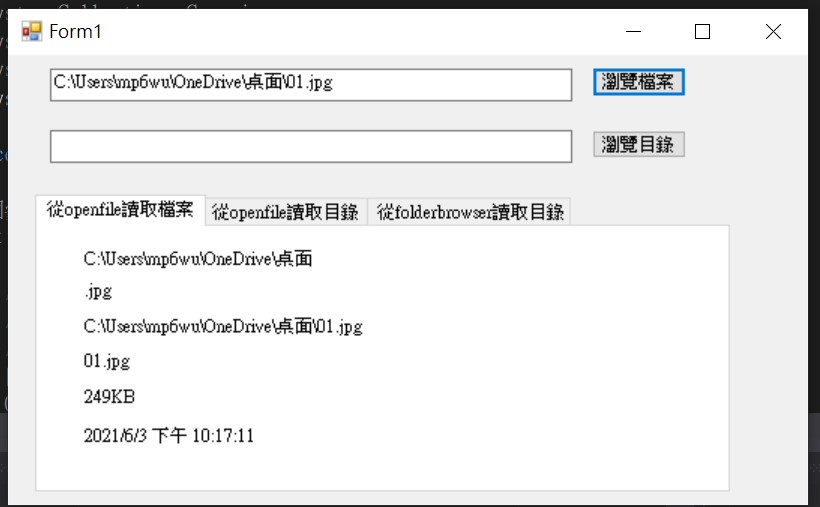 Form1
C:\Users\mp6wu\OneDrive\桌面\01.jpg
瀏覽檔案
瀏覽目錄
從openfile讀取檔案 從openfile讀取目錄 從folderbrowser讀取目錄
C:\Users\mp6wu\OneDrive\桌面
.jpg
C:\Users\mp6wu\OneDrive\桌面\01.jpg
01.jpg
249KB
2021/6/3 下午 10:17:11